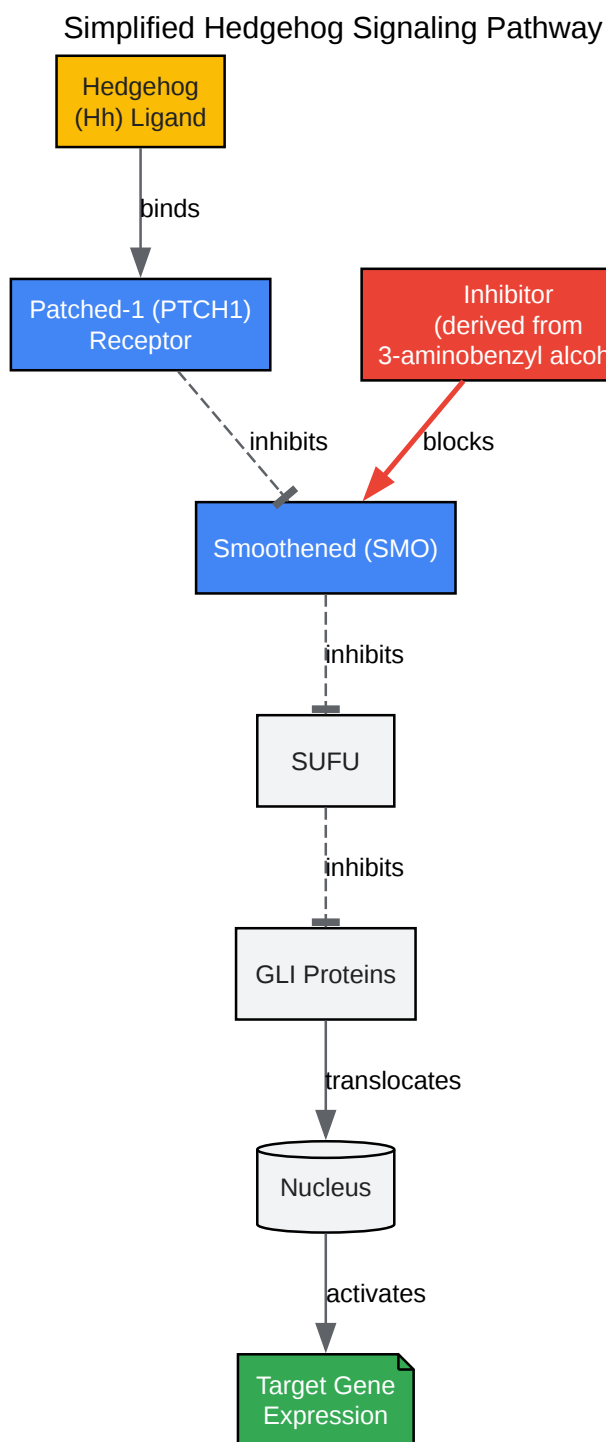 Simplified Hedgehog Signaling Pathway
Hedgehog
(Hh) Ligand
binds
Patched-1 (PTCH1)
Receptor
Inhibitor
(derived from
3-aminobenzyl alcoh
inhibits
blocks
Smoothened (SMO)
inhibits
SUFU
inhibits
GLI Proteins
translocates
Nucleus
activates
Target Gene
Expression